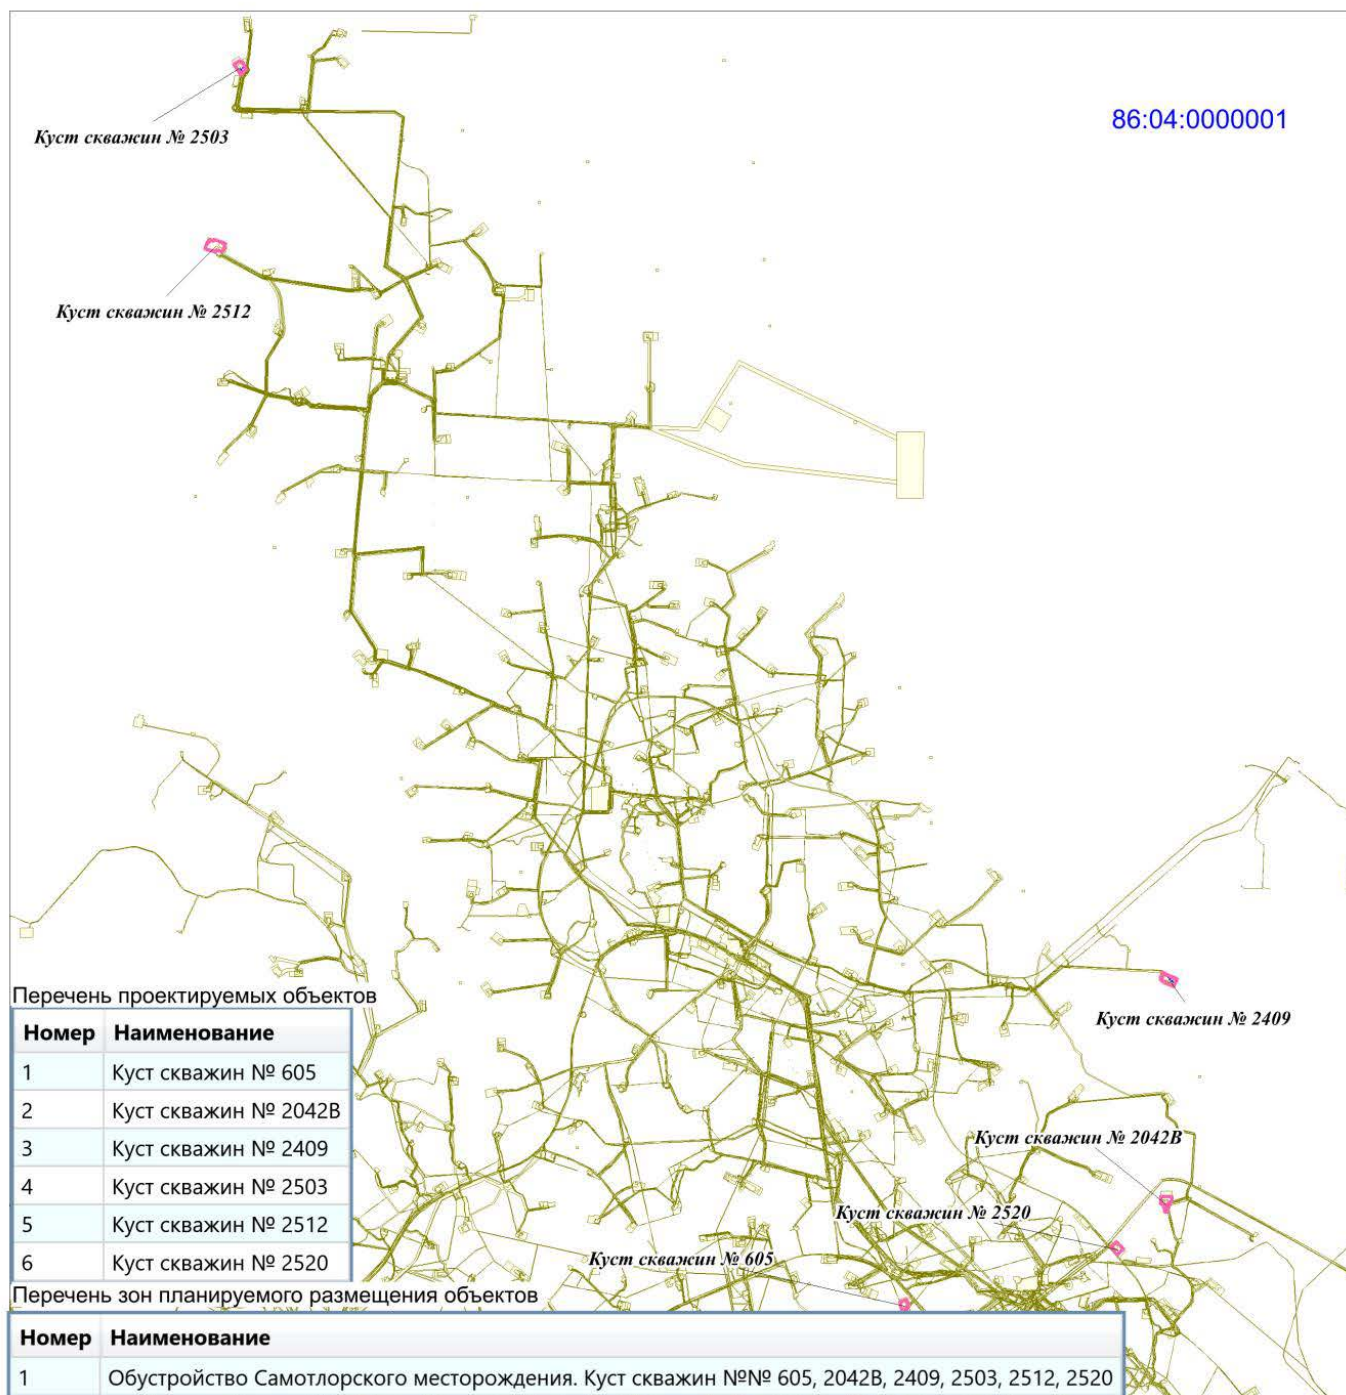 86:04:0000001
Куст скважин № 2503
Куст скважин № 2512
Куст скважин № 2409
Куст скважин № 2042В
Куст скважин № 2520
Куст скважин № 605
Перечень проектируемых объектов
Номер Наименование
1 Куст скважин № 605
2 Куст скважин № 2042В
3 Куст скважин № 2409
4 Куст скважин № 2503
5 Куст скважин № 2512
6 Куст скважин № 2520
Перечень зон планируемого размещения объектов
Номер Наименование
1 Обустройство Самотлорского месторождения. Куст скважин №№ 605, 2042В, 2409, 2503, 2512, 2520